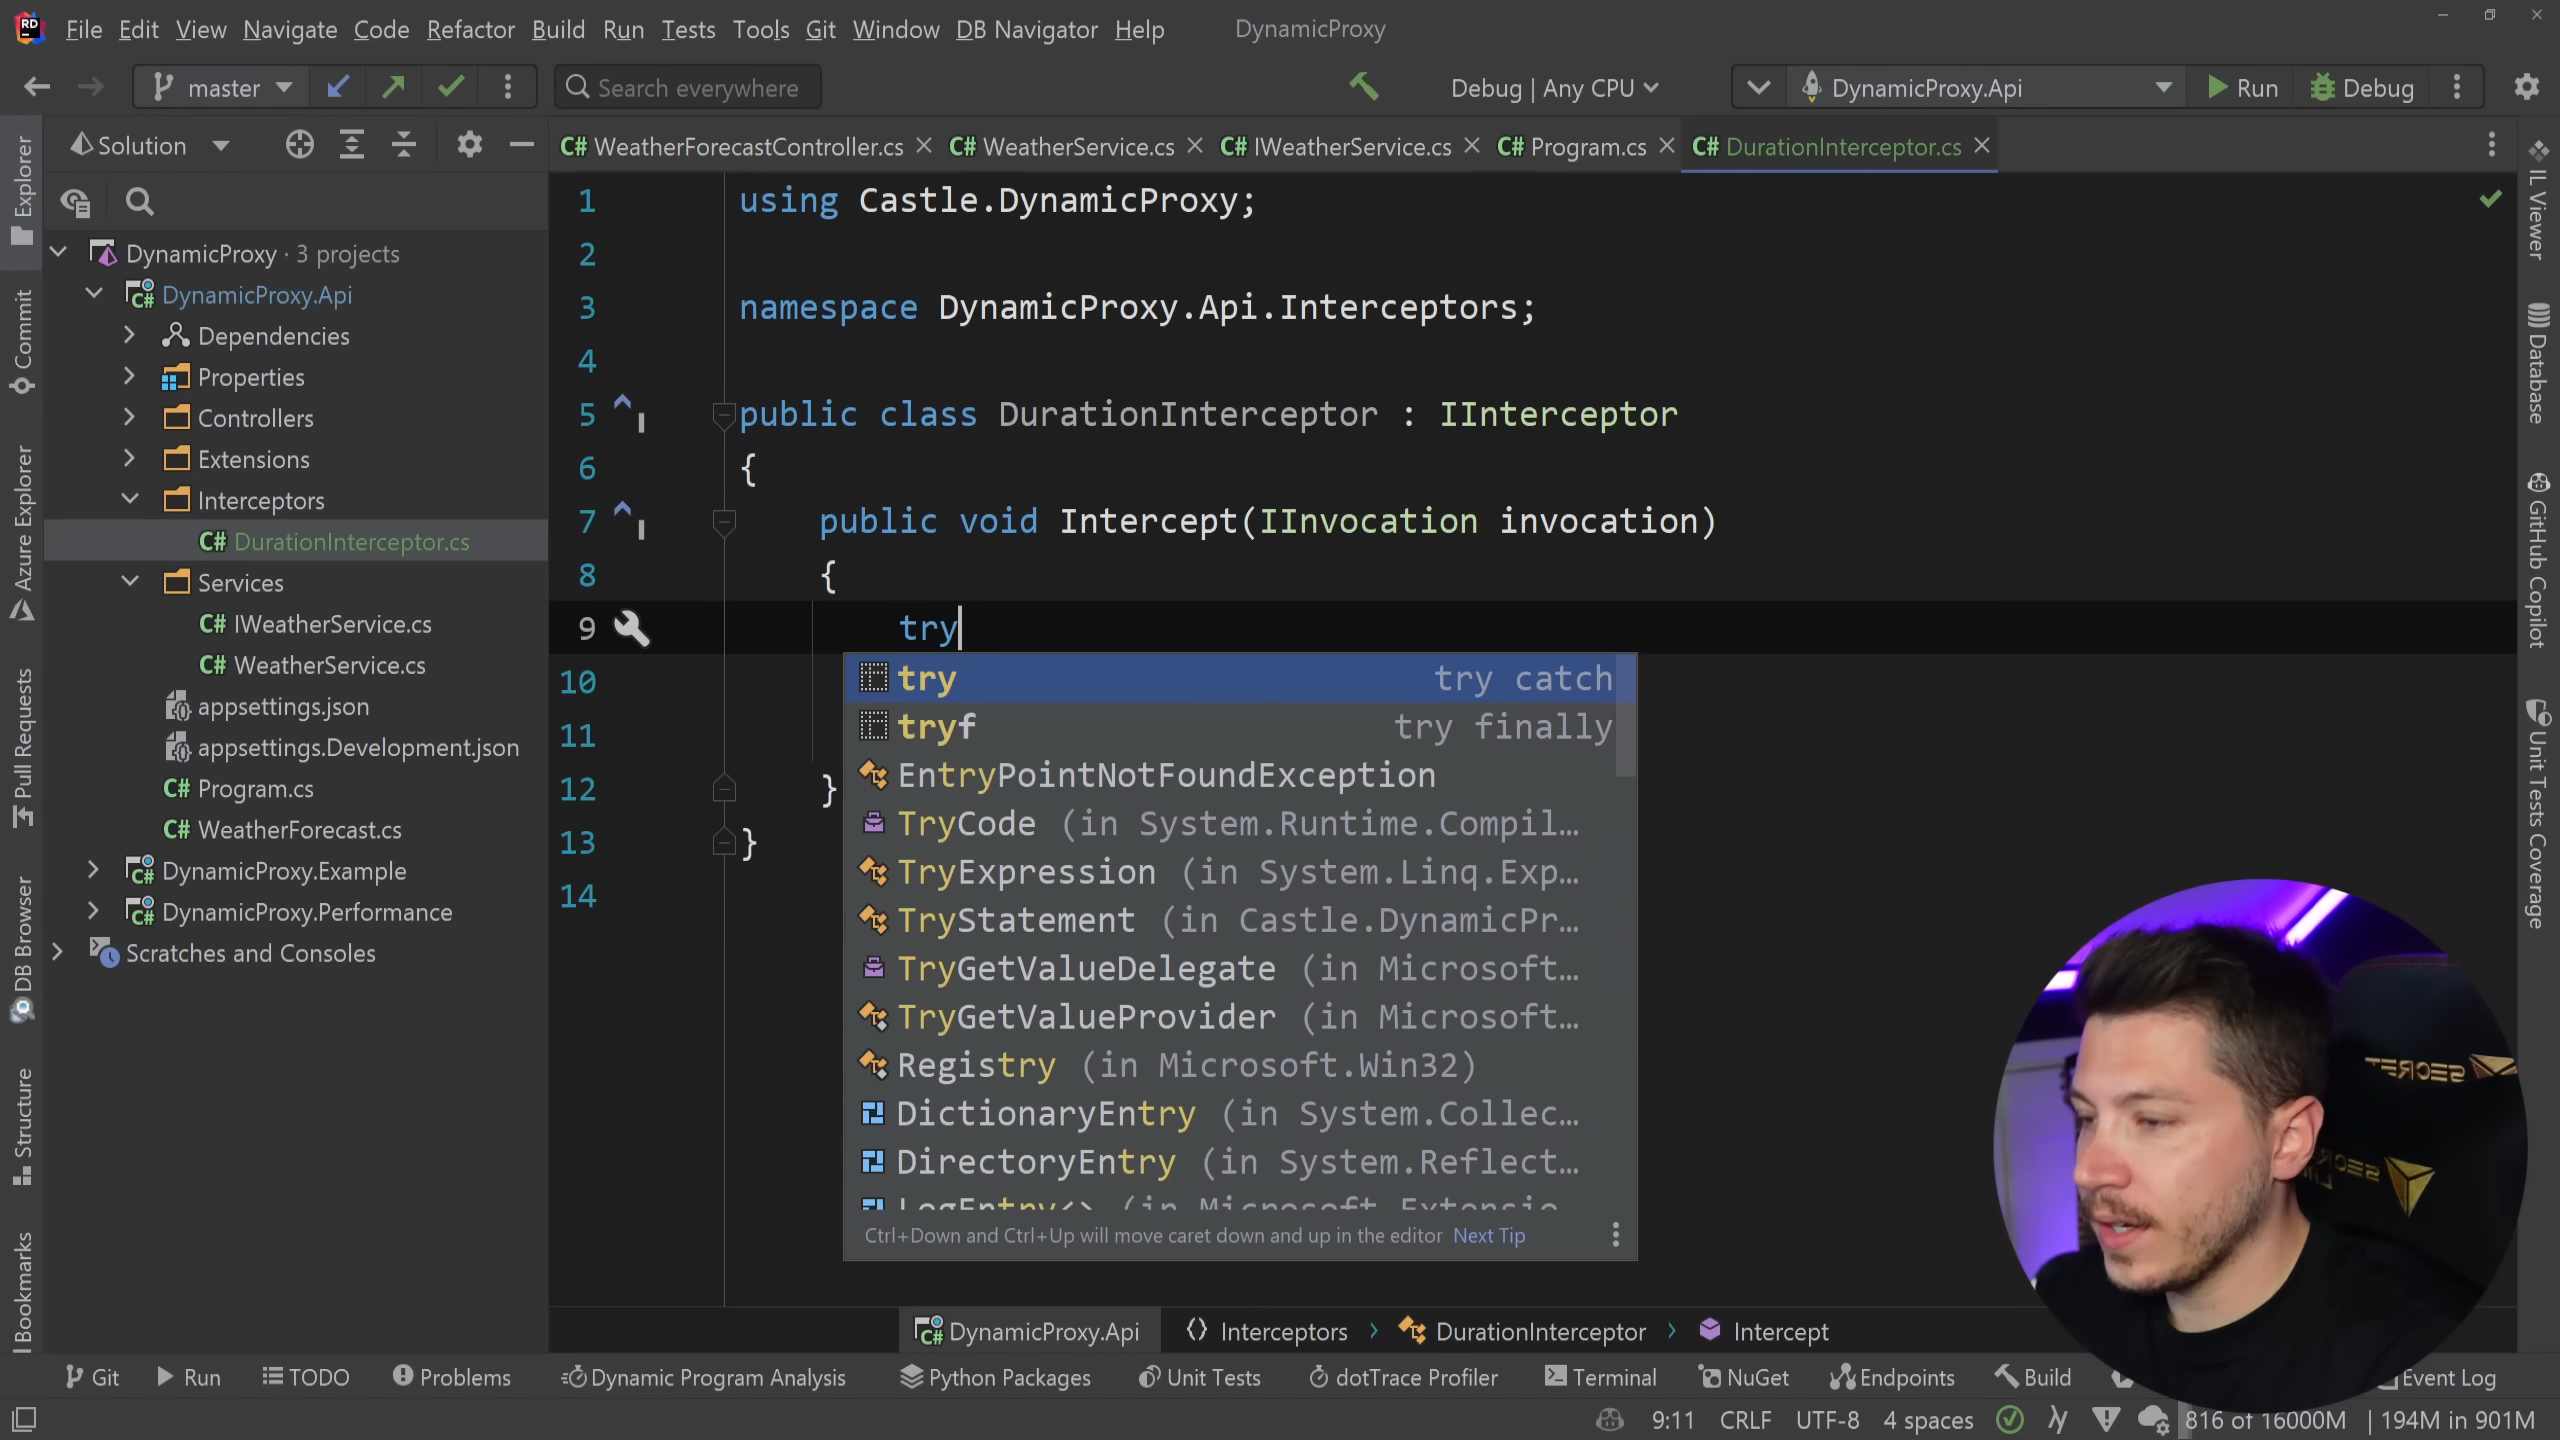 File Edit View Navigate Code Refactor Build Run Tests Tools Git Window DB Navigator Help DynamicProxy
master Search everywhere Debug | Any CPU DynamicProxy.Api Run Debug
Solution
C# WeatherForecastController.cs C# WeatherService.cs C# IWeatherService.cs C# Program.cs C# DurationInterceptor.cs
Explorer
Commit
Azure Explorer
Pull Requests
DB Browser
Structure
Bookmarks
DynamicProxy · 3 projects
C# DynamicProxy.Api
Dependencies
Properties
Controllers
Extensions
Interceptors
C# DurationInterceptor.cs
Services
C# IWeatherService.cs
C# WeatherService.cs
appsettings.json
appsettings.Development.json
C# Program.cs
C# WeatherForecast.cs
C# DynamicProxy.Example
C# DynamicProxy.Performance
Scratches and Consoles
1 using Castle.DynamicProxy;
2
3 namespace DynamicProxy.Api.Interceptors;
4
5 public class DurationInterceptor : IInterceptor
6 {
7 public void Intercept(IInvocation invocation)
8 {
9 try
10
11
12 }
13 }
14
try try catch
tryf try finally
EntryPointNotFoundException
TryCode (in System.Runtime.Compil…
TryExpression (in System.Linq.Exp…
TryStatement (in Castle.DynamicPr…
TryGetValueDelegate (in Microsoft…
TryGetValueProvider (in Microsoft…
Registry (in Microsoft.Win32)
DictionaryEntry (in System.Collec…
DirectoryEntry (in System.Reflect…
LogEntry<> (in Microsoft.Extensio…
Ctrl+Down and Ctrl+Up will move caret down and up in the editor Next Tip
IL Viewer
Database
GitHub Copilot
Unit Tests Coverage
SECRET
C# DynamicProxy.Api Interceptors DurationInterceptor Intercept
Git Run TODO Problems Dynamic Program Analysis Python Packages Unit Tests dotTrace Profiler Terminal NuGet Endpoints Build Event Log
9:11 CRLF UTF-8 4 spaces 816 of 16000M 194M in 901M